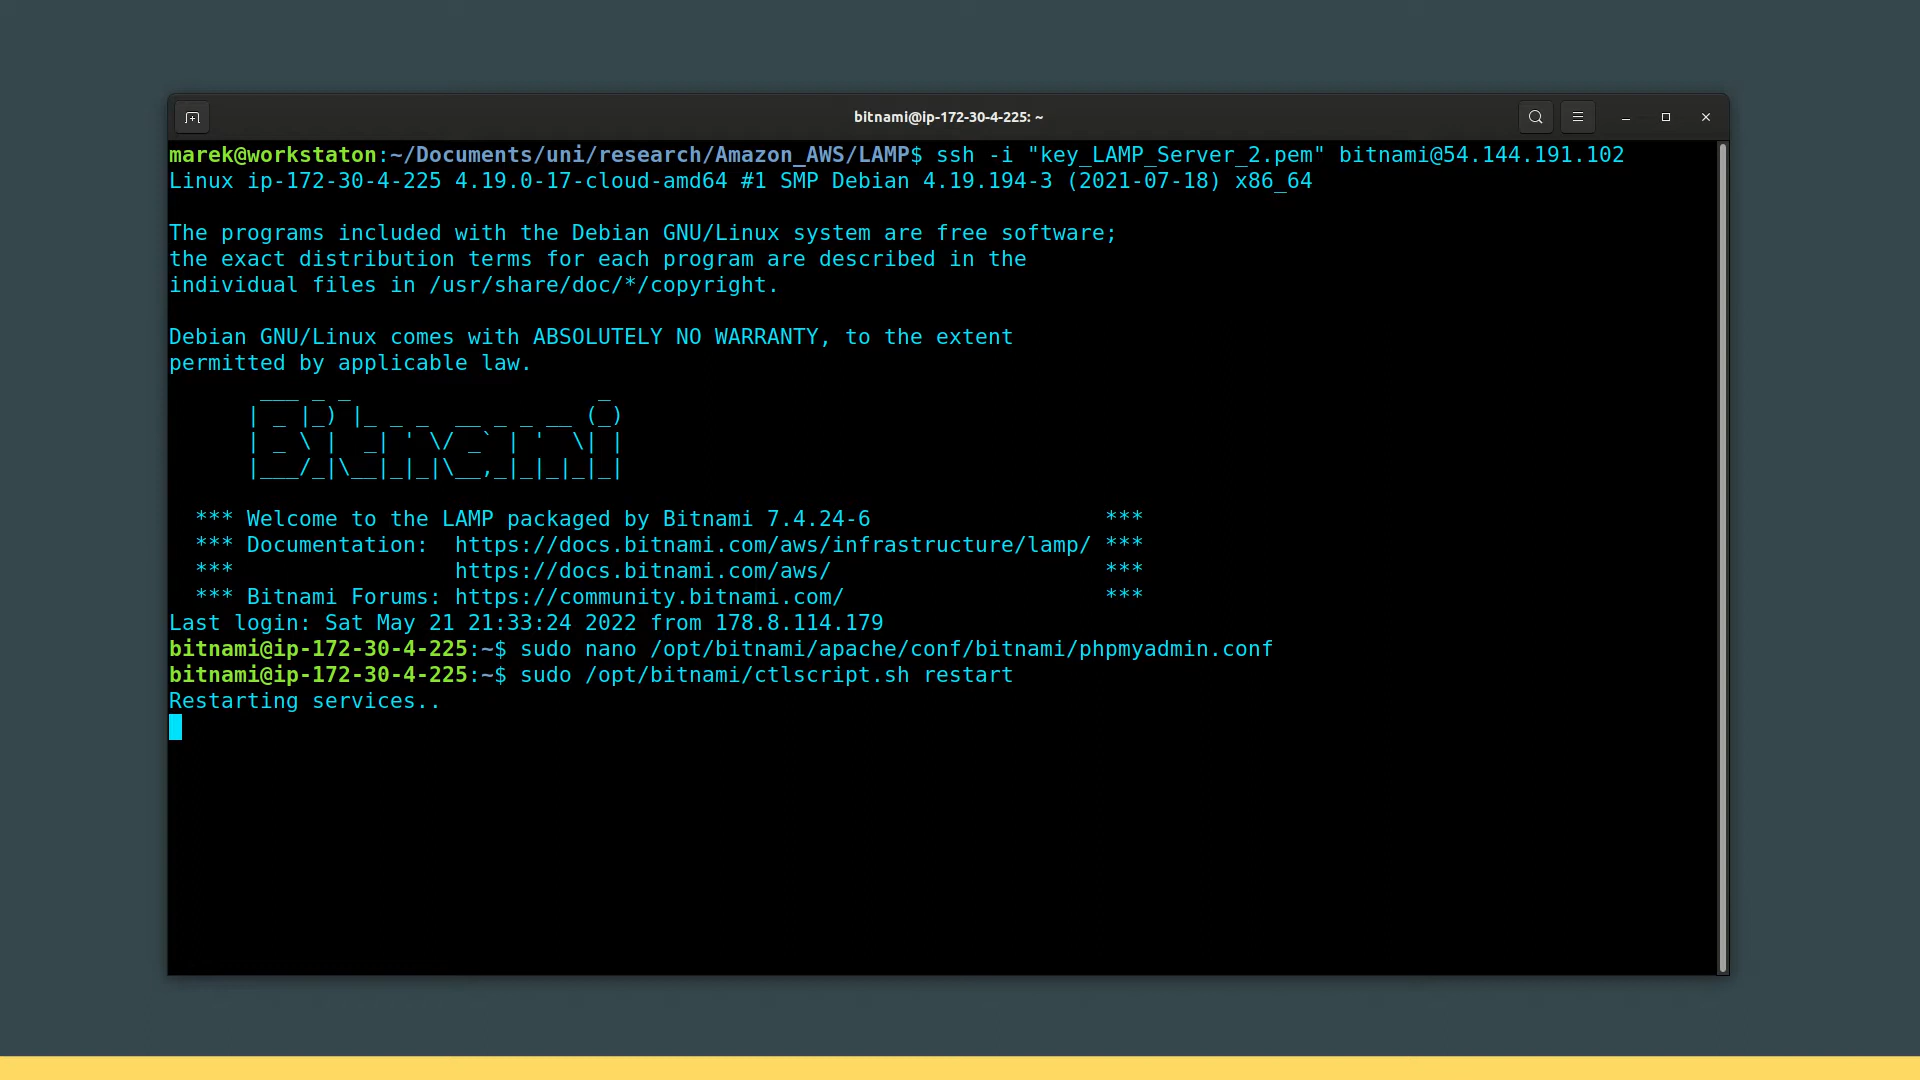 bitnami@ip-172-30-4-225: ~
marek@workstaton:~/Documents/uni/research/Amazon_AWS/LAMP$ ssh -i "key_LAMP_Server_2.pem" bitnami@54.144.191.102
Linux ip-172-30-4-225 4.19.0-17-cloud-amd64 #1 SMP Debian 4.19.194-3 (2021-07-18) x86_64
The programs included with the Debian GNU/Linux system are free software;
the exact distribution terms for each program are described in the
individual files in /usr/share/doc/*/copyright.
Debian GNU/Linux comes with ABSOLUTELY NO WARRANTY, to the extent
permitted by applicable law.
       ___ _ _                   _
      | _ |_) |_ _ _  __ _ _ __ (_)
      | _ \ |  _| ' \/ _` | '  \| |
      |___/_|\__|_|_|\__,_|_|_|_|_|
*** Welcome to the LAMP packaged by Bitnami 7.4.24-6 ***
*** Documentation: https://docs.bitnami.com/aws/infrastructure/lamp/ ***
*** https://docs.bitnami.com/aws/ ***
*** Bitnami Forums: https://community.bitnami.com/ ***
Last login: Sat May 21 21:33:24 2022 from 178.8.114.179
bitnami@ip-172-30-4-225:~$ sudo nano /opt/bitnami/apache/conf/bitnami/phpmyadmin.conf
bitnami@ip-172-30-4-225:~$ sudo /opt/bitnami/ctlscript.sh restart
Restarting services..